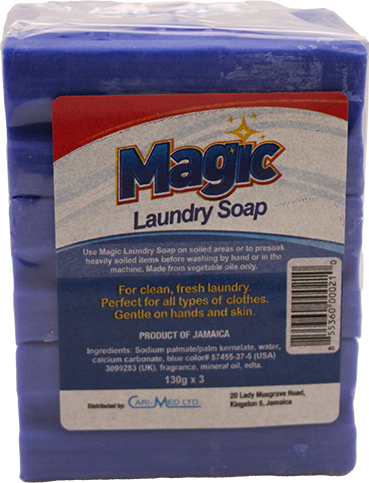 Magic
Laundry Soap
Use Magic Laundry Soap on soiled areas or to presoak
heavily soiled items before washing by hand or in the
machine. Made from vegetable oils only.
For clean, fresh laundry.
Perfect for all types of clothes.
Gentle on hands and skin.
PRODUCT OF JAMAICA
Ingredients: Sodium palmate/palm kernelate, water,
calcium carbonate, blue color# 57455-37-5 (USA)
3099283 (UK), fragrance, mineral oil, edta.
130g x 3
Distributed by: CARI-MED LTD.
20 Lady Musgrave Road,
Kingston 5, Jamaica
8 55360 00021 0